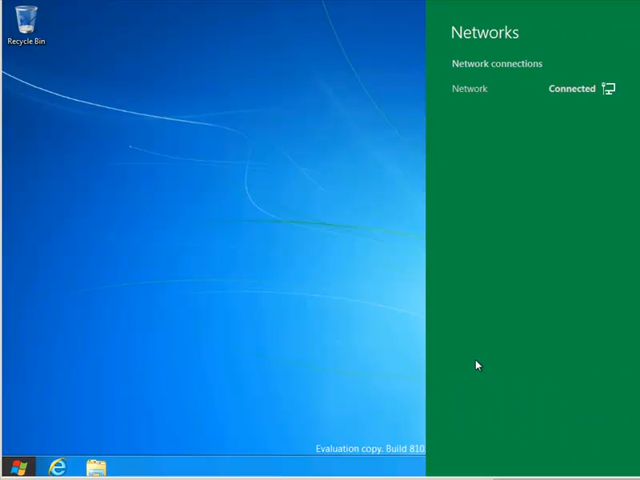 Recycle Bin
Networks
Network connections
Network Connected
Evaluation copy. Build 810